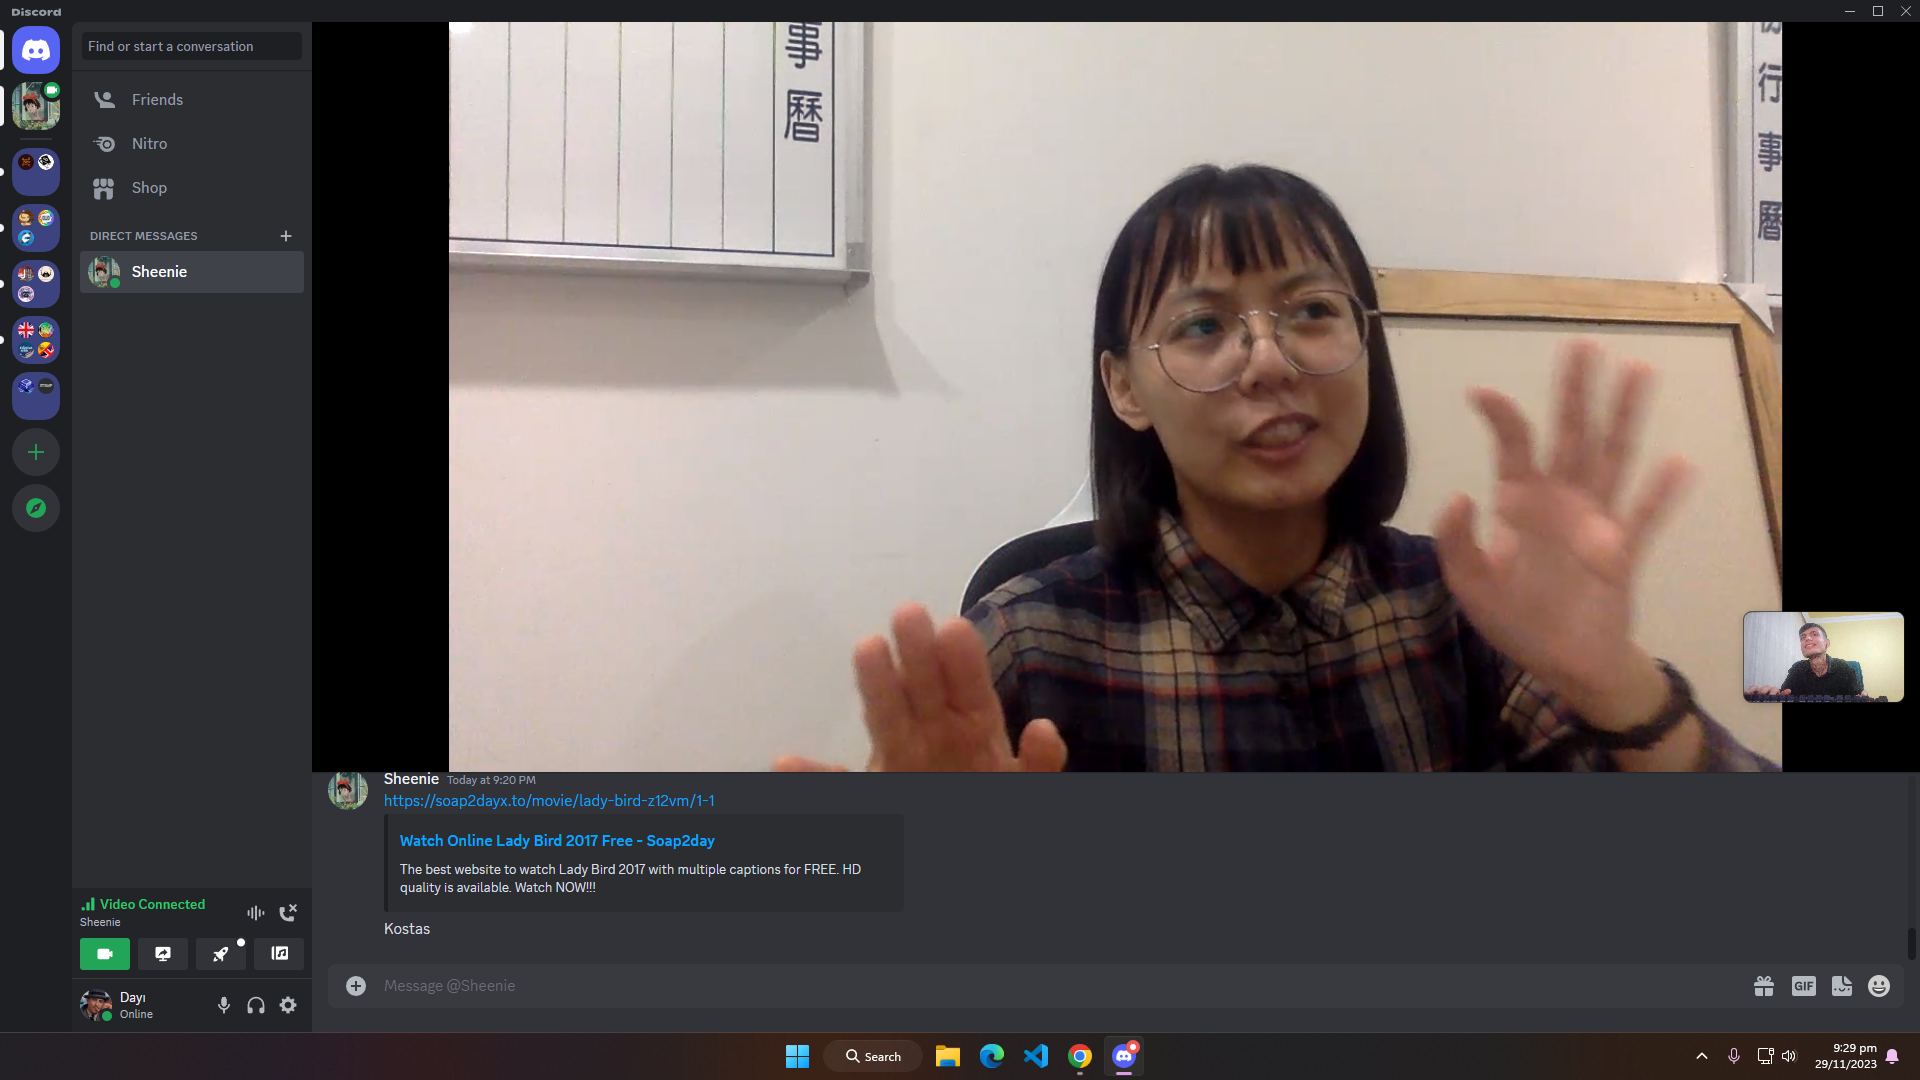 Discord
Find or start a conversation
Friends
Nitro
Shop
DIRECT MESSAGES
Sheenie
事曆
行事曆
Sheenie Today at 9:20 PM
https://soap2dayx.to/movie/lady-bird-z12vm/1-1
Watch Online Lady Bird 2017 Free - Soap2day
The best website to watch Lady Bird 2017 with multiple captions for FREE. HD
quality is available. Watch NOW!!!
Kostas
Video Connected
Sheenie
Dayı
Online
Message @Sheenie
GIF
Search
9:29 pm
29/11/2023